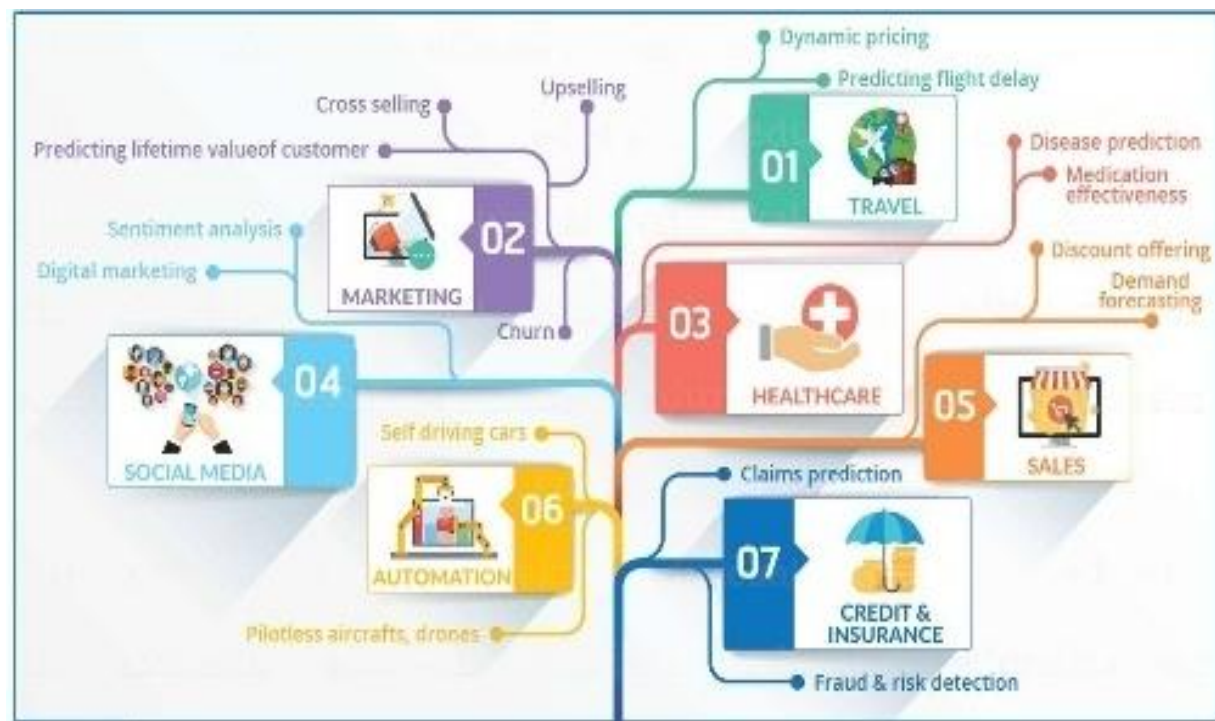 Dynamic pricing
Predicting flight delay
01
TRAVEL
Upselling
Cross selling
Predicting lifetime valueof customer
02
MARKETING
Churn
Disease prediction
Medication
effectiveness
03
HEALTHCARE
Sentiment analysis
Digital marketing
04
SOCIAL MEDIA
Discount offering
Demand
forecasting
05
SALES
Self driving cars
06
AUTOMATION
Pilotless aircrafts, drones
Claims prediction
07
CREDIT &
INSURANCE
Fraud & risk detection